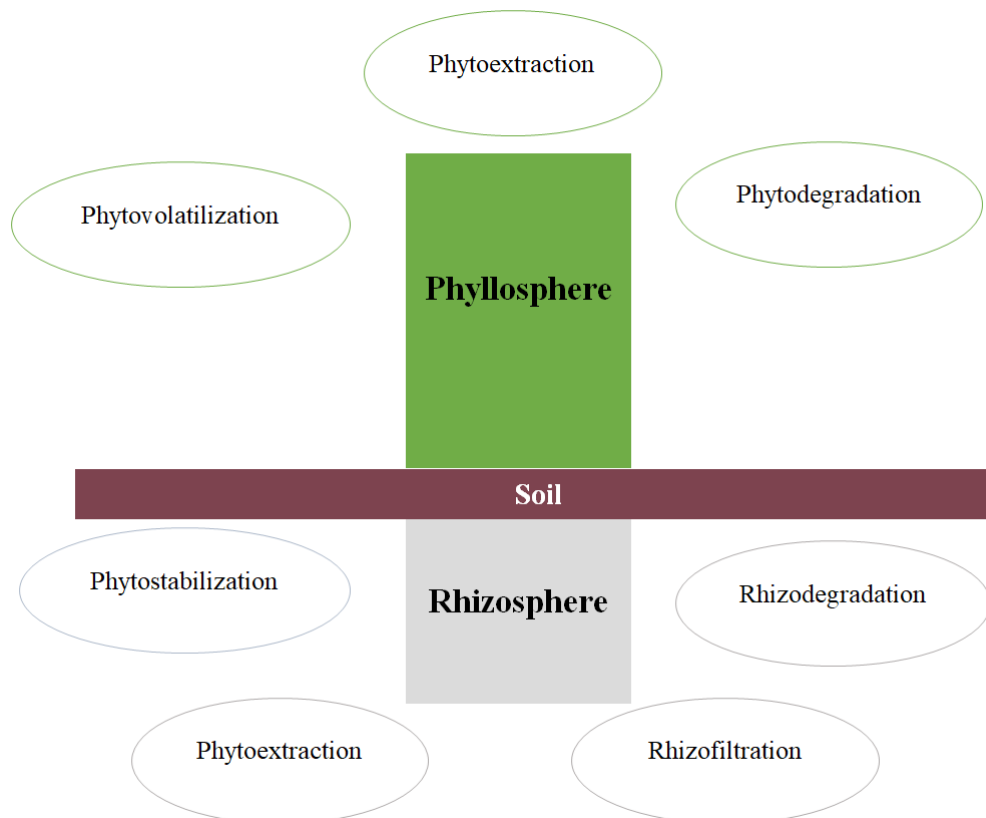 Phytoextraction
Phytovolatilization
Phytodegradation
Phyllosphere
Soil
Phytostabilization
Rhizosphere
Rhizodegradation
Phytoextraction
Rhizofiltration